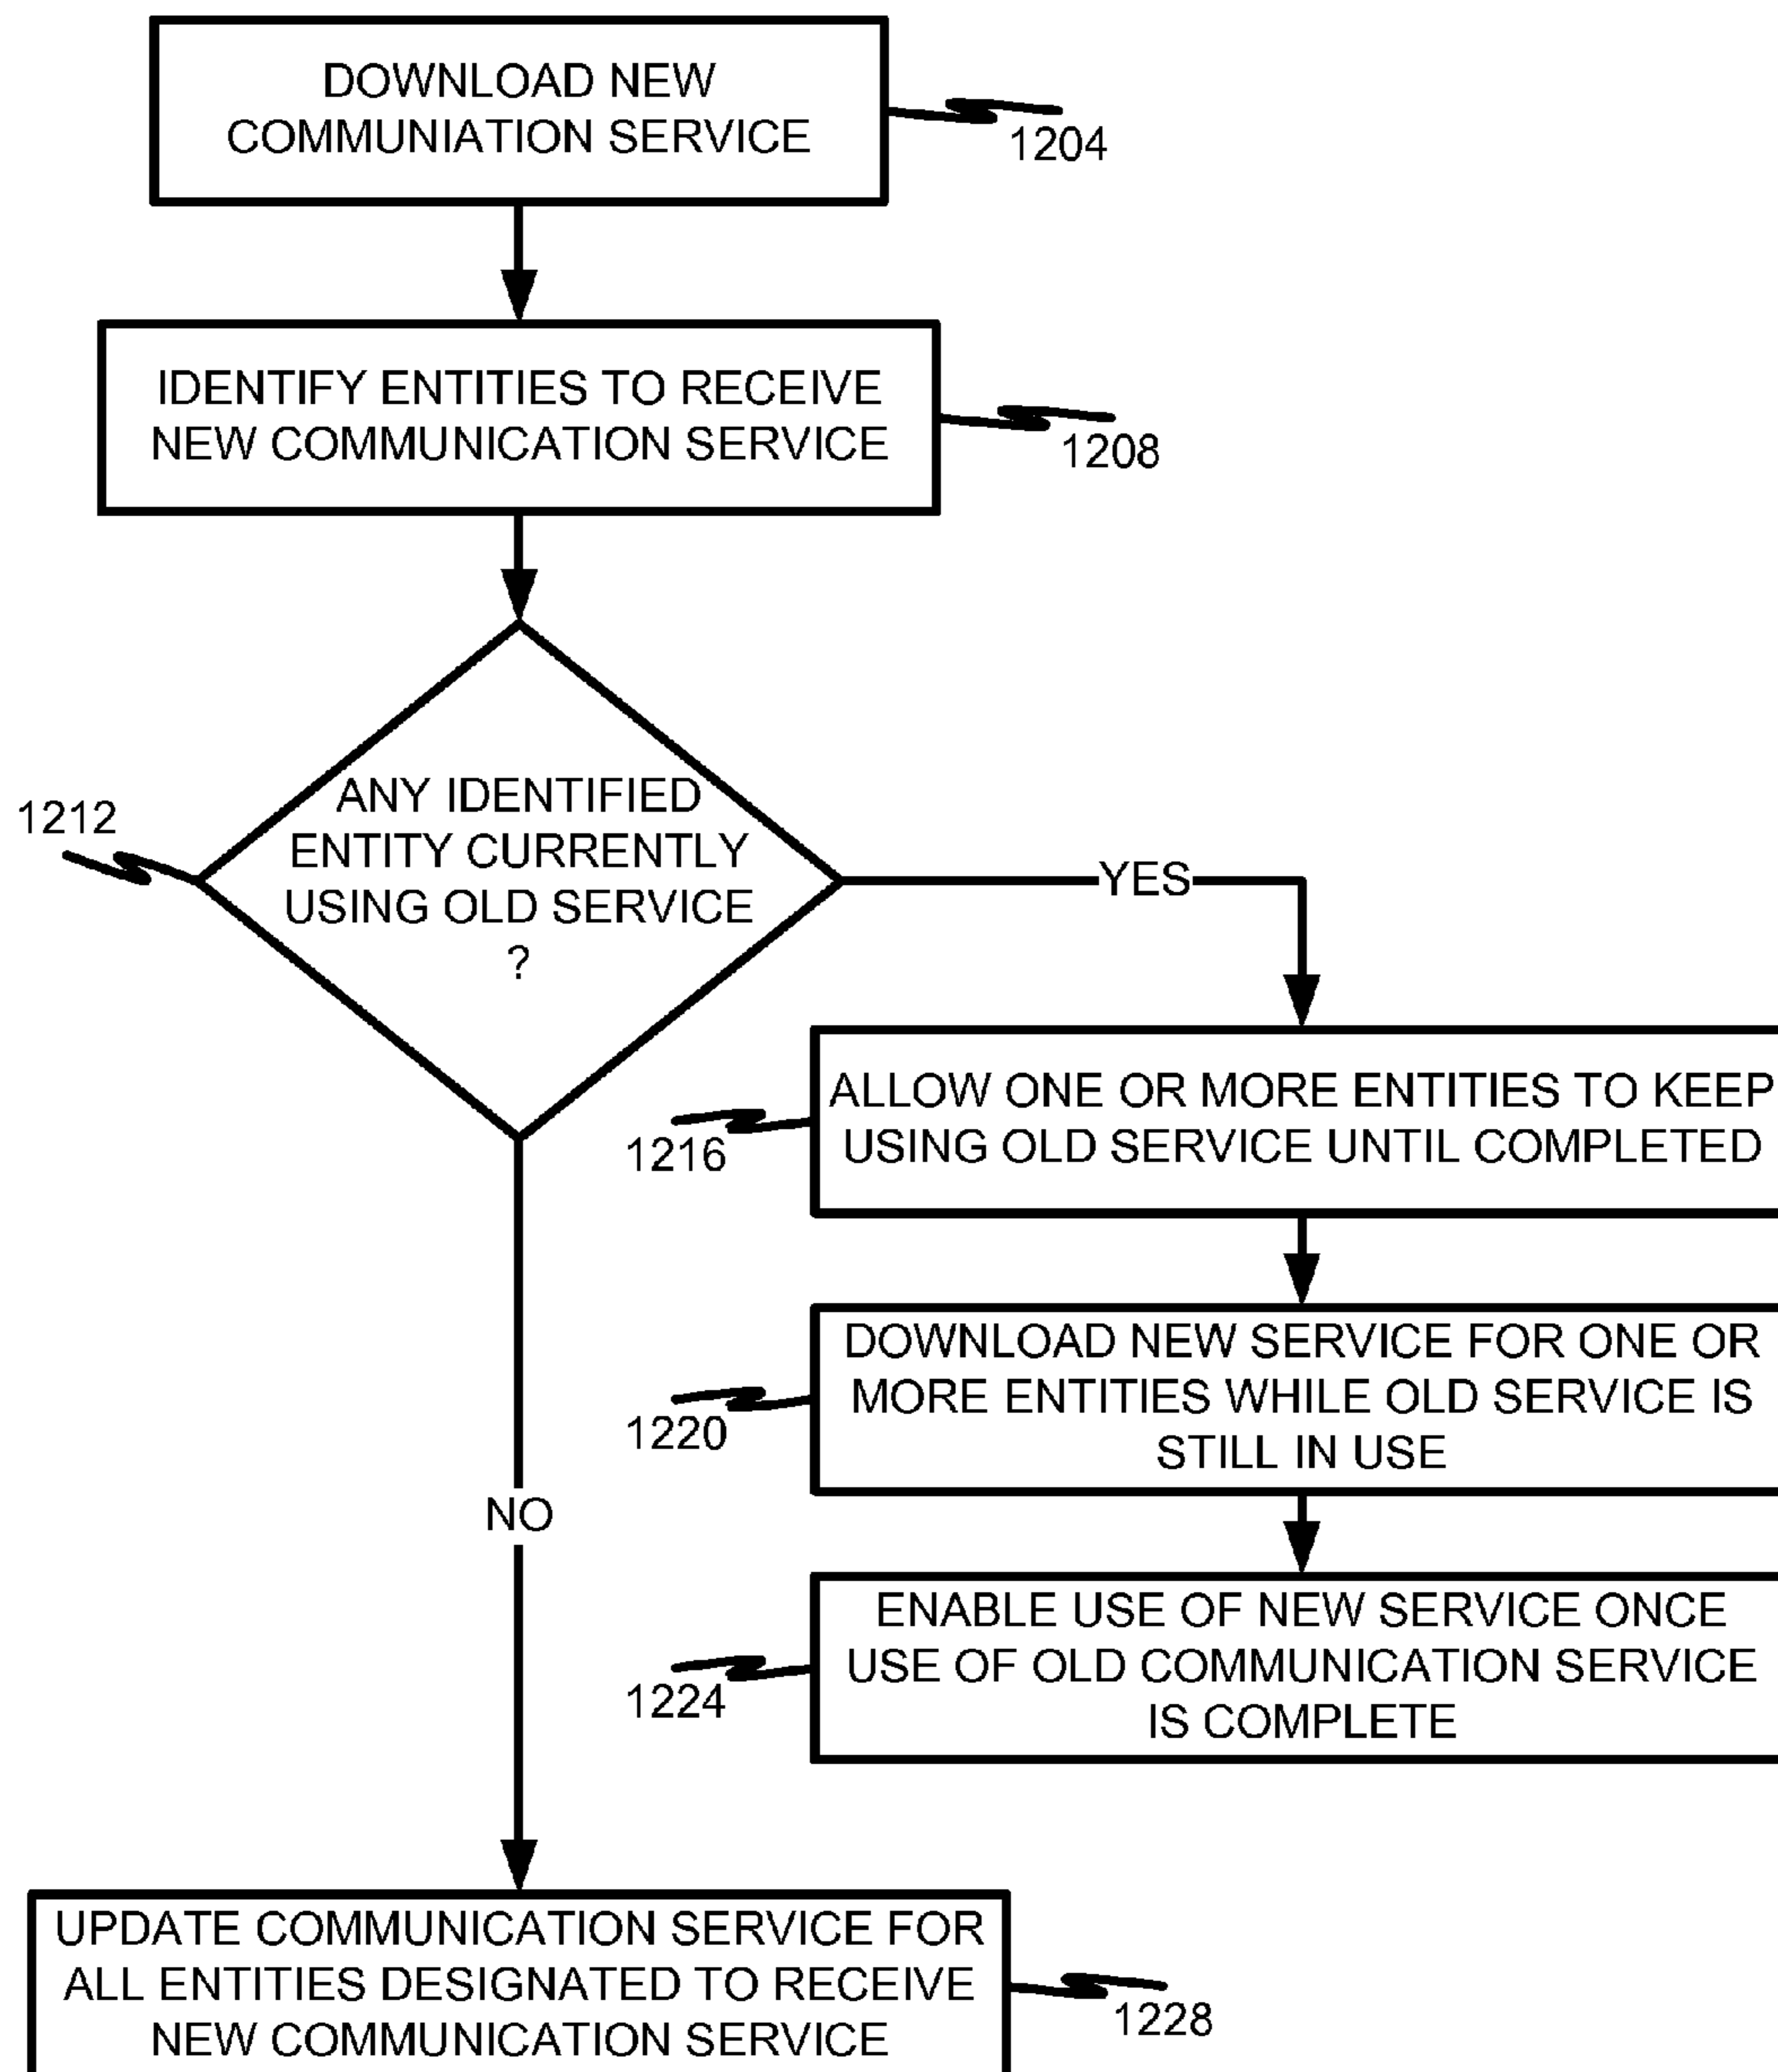 DOWNLOAD NEW
COMMUNIATION SERVICE
1204
IDENTIFY ENTITIES TO RECEIVE
NEW COMMUNICATION SERVICE
1208
1212
ANY IDENTIFIED
ENTITY CURRENTLY
USING OLD SERVICE
?
YES
ALLOW ONE OR MORE ENTITIES TO KEEP
USING OLD SERVICE UNTIL COMPLETED
1216
DOWNLOAD NEW SERVICE FOR ONE OR
MORE ENTITIES WHILE OLD SERVICE IS
STILL IN USE
1220
NO
ENABLE USE OF NEW SERVICE ONCE
USE OF OLD COMMUNICATION SERVICE
IS COMPLETE
1224
UPDATE COMMUNICATION SERVICE FOR
ALL ENTITIES DESIGNATED TO RECEIVE
NEW COMMUNICATION SERVICE
1228